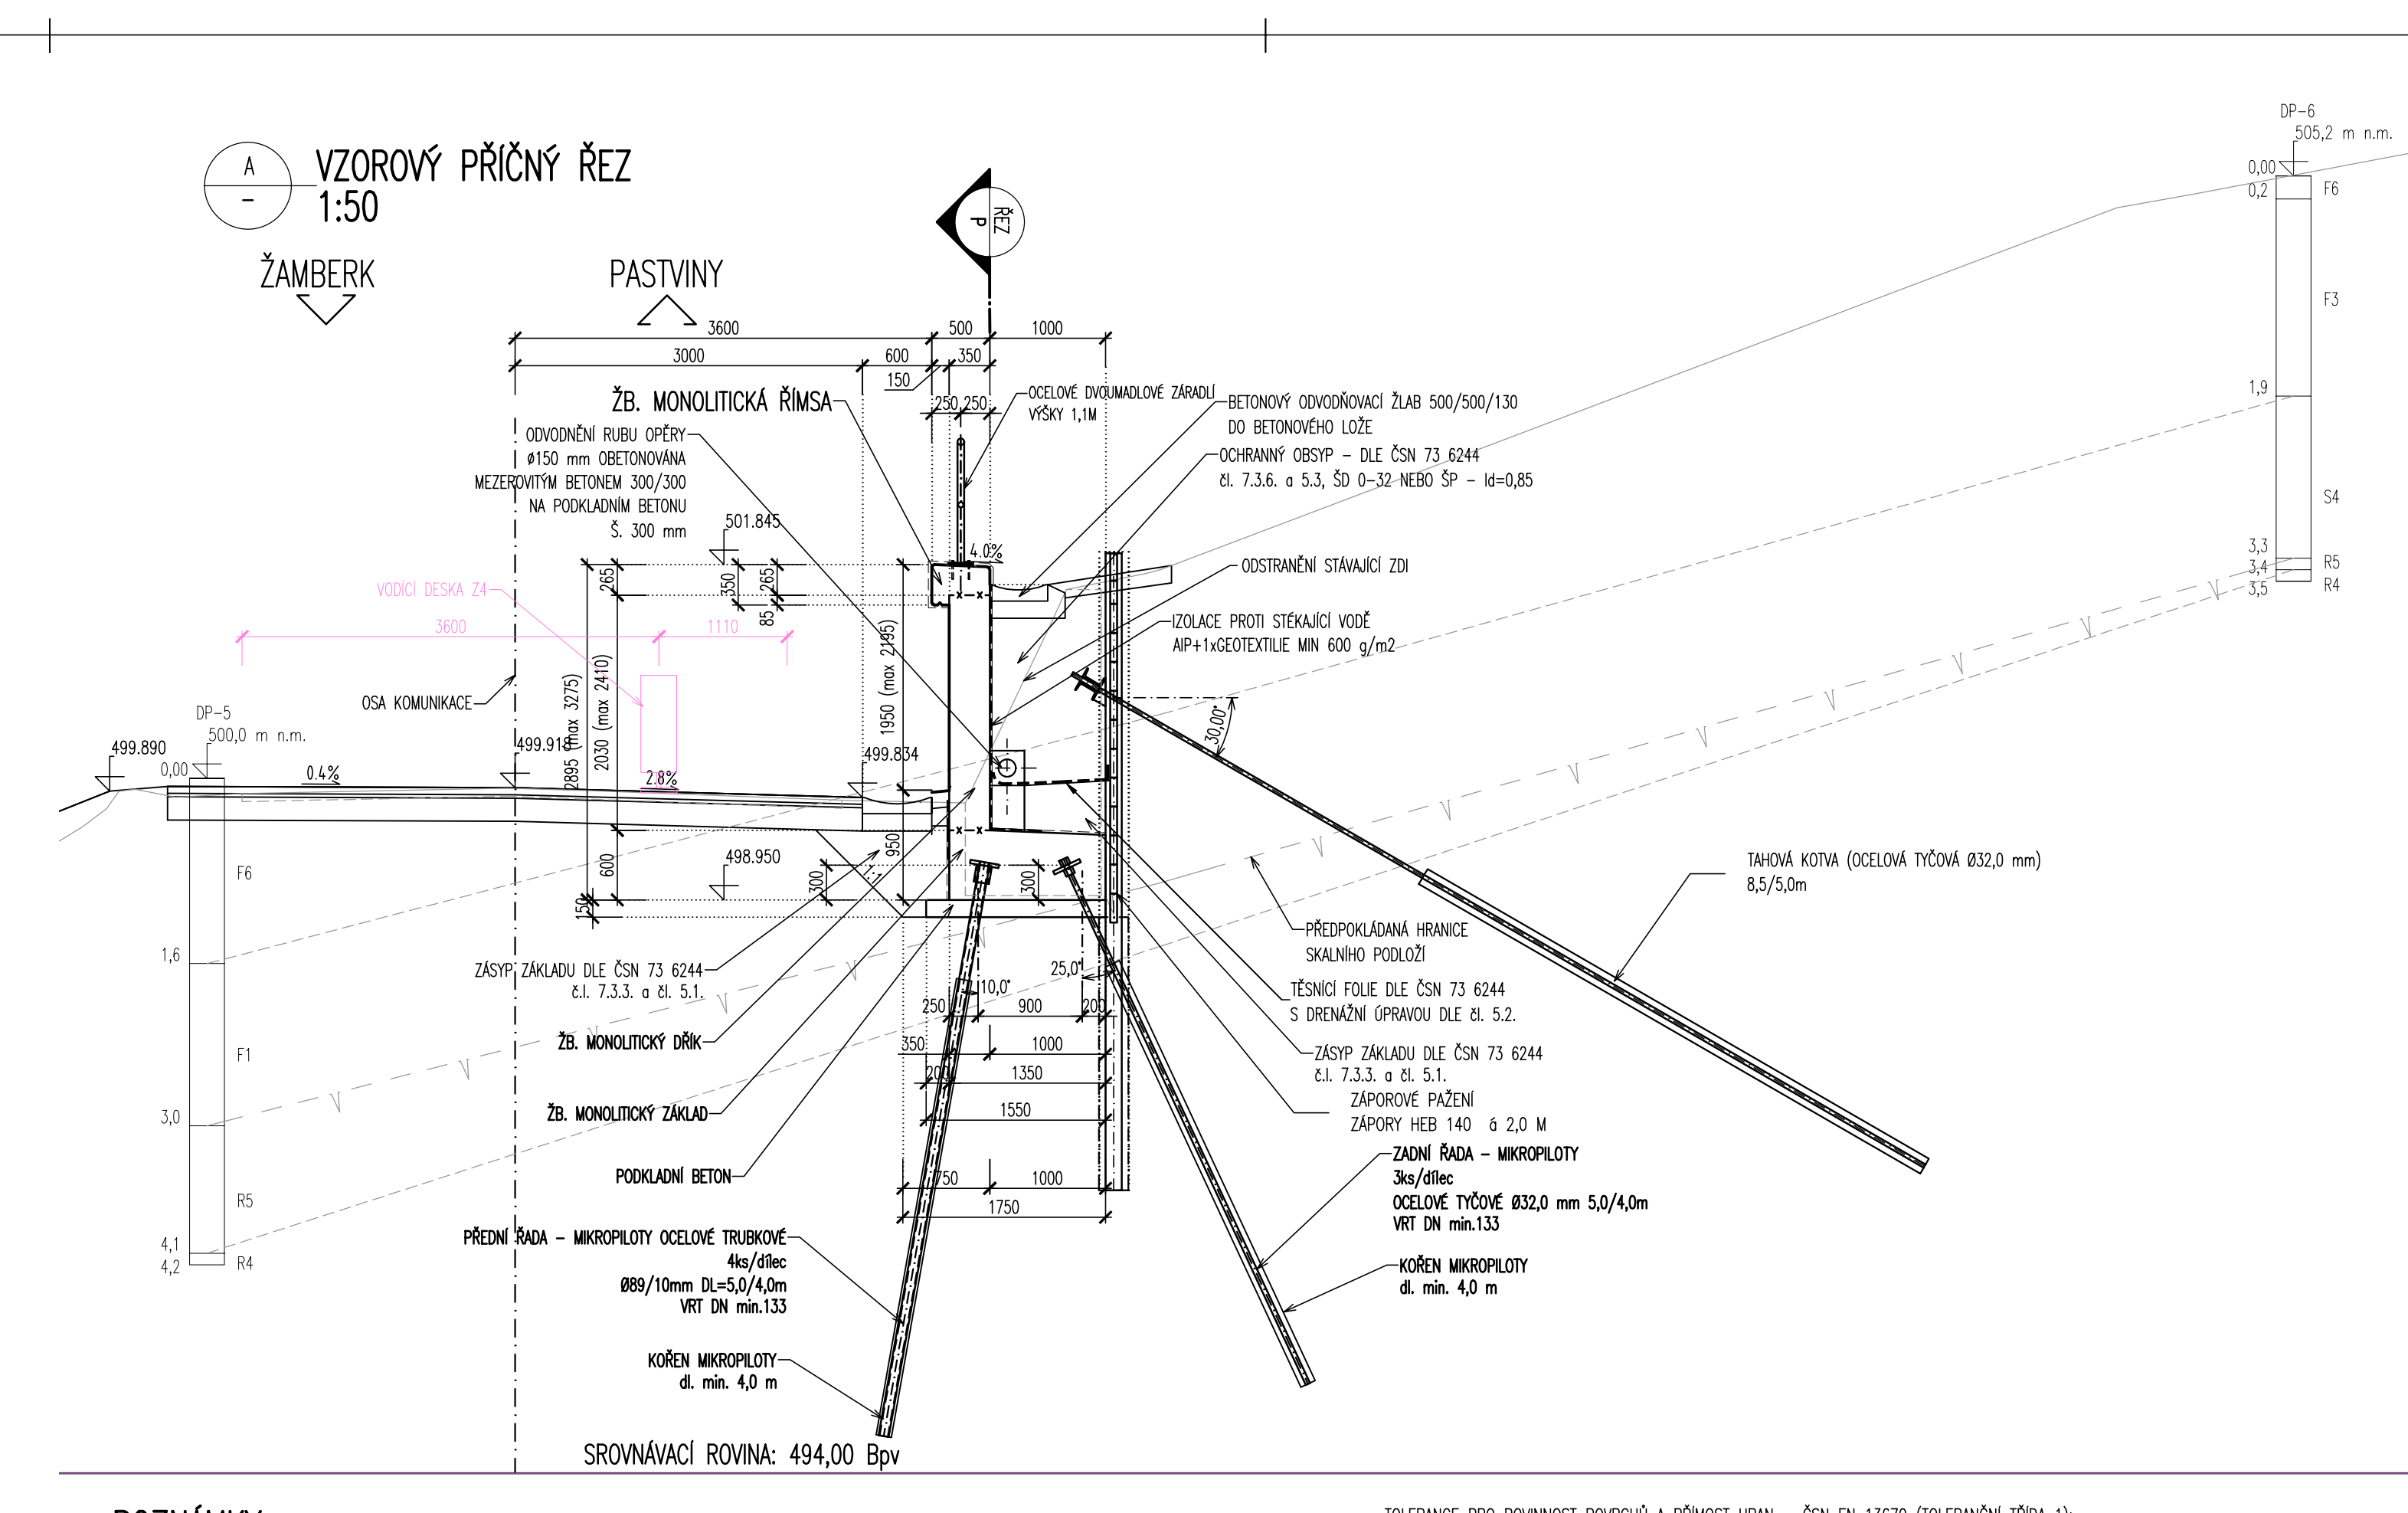 A
–
VZOROVÝ PŘÍČNÝ ŘEZ
1:50
ŽAMBERK
PASTVINY
ŘEZ
P
DP-6
505,2 m n.m.
0,00
0,2
F6
F3
1,9
S4
3,3
R5
3,4
R4
3,5
3600
500
1000
3000
600
350
150
250
250
ŽB. MONOLITICKÁ ŘÍMSA
OCELOVÉ DVOUMADLOVÉ ZÁRADLÍ
VÝŠKY 1,1M
BETONOVÝ ODVODŇOVACÍ ŽLAB 500/500/130
DO BETONOVÉHO LOŽE
ODVODNĚNÍ RUBU OPĚRY
ø150 mm OBETONOVÁNA
MEZEROVITÝM BETONEM 300/300
NA PODKLADNÍM BETONU
Š. 300 mm
OCHRANNÝ OBSYP – DLE ČSN 73 6244
čl. 7.3.6. a 5.3, ŠD 0-32 NEBO ŠP – Id=0,85
501.845
4.0%
265
350
265
85
ODSTRANĚNÍ STÁVAJÍCÍ ZDI
VODÍCÍ DESKA Z4
3600
1110
IZOLACE PROTI STÉKAJÍCÍ VODĚ
AIP+1xGEOTEXTILIE MIN 600 g/m2
2895 (max 3275)
2030 (max 2410)
1950 (max 2195)
OSA KOMUNIKACE
30,00°
DP-5
500,0 m n.m.
499.890
0,00
0.4%
499.918
2.8%
499.834
F6
600
950
498.950
300
1:1
300
150
1,6
F1
3,0
R5
4,1
4,2
R4
TAHOVÁ KOTVA (OCELOVÁ TYČOVÁ Ø32,0 mm)
8,5/5,0m
PŘEDPOKLÁDANÁ HRANICE
SKALNÍHO PODLOŽÍ
ZÁSYP ZÁKLADU DLE ČSN 73 6244
č.l. 7.3.3. a čl. 5.1.
25,0°
10,0°
TĚSNÍCÍ FOLIE DLE ČSN 73 6244
S DRENÁŽNÍ ÚPRAVOU DLE čl. 5.2.
250
900
200
ŽB. MONOLITICKÝ DŘÍK
350
1000
ZÁSYP ZÁKLADU DLE ČSN 73 6244
č.l. 7.3.3. a čl. 5.1.
200
1350
ŽB. MONOLITICKÝ ZÁKLAD
1550
ZÁPOROVÉ PAŽENÍ
ZÁPORY HEB 140 á 2,0 M
PODKLADNÍ BETON
750
1000
1750
ZADNÍ ŘADA – MIKROPILOTY
3ks/dílec
OCELOVÉ TYČOVÉ Ø32,0 mm 5,0/4,0m
VRT DN min.133
PŘEDNÍ ŘADA – MIKROPILOTY OCELOVÉ TRUBKOVÉ
4ks/dílec
Ø89/10mm DL=5,0/4,0m
VRT DN min.133
KOŘEN MIKROPILOTY
dl. min. 4,0 m
KOŘEN MIKROPILOTY
dl. min. 4,0 m
SROVNÁVACÍ ROVINA: 494,00 Bpv